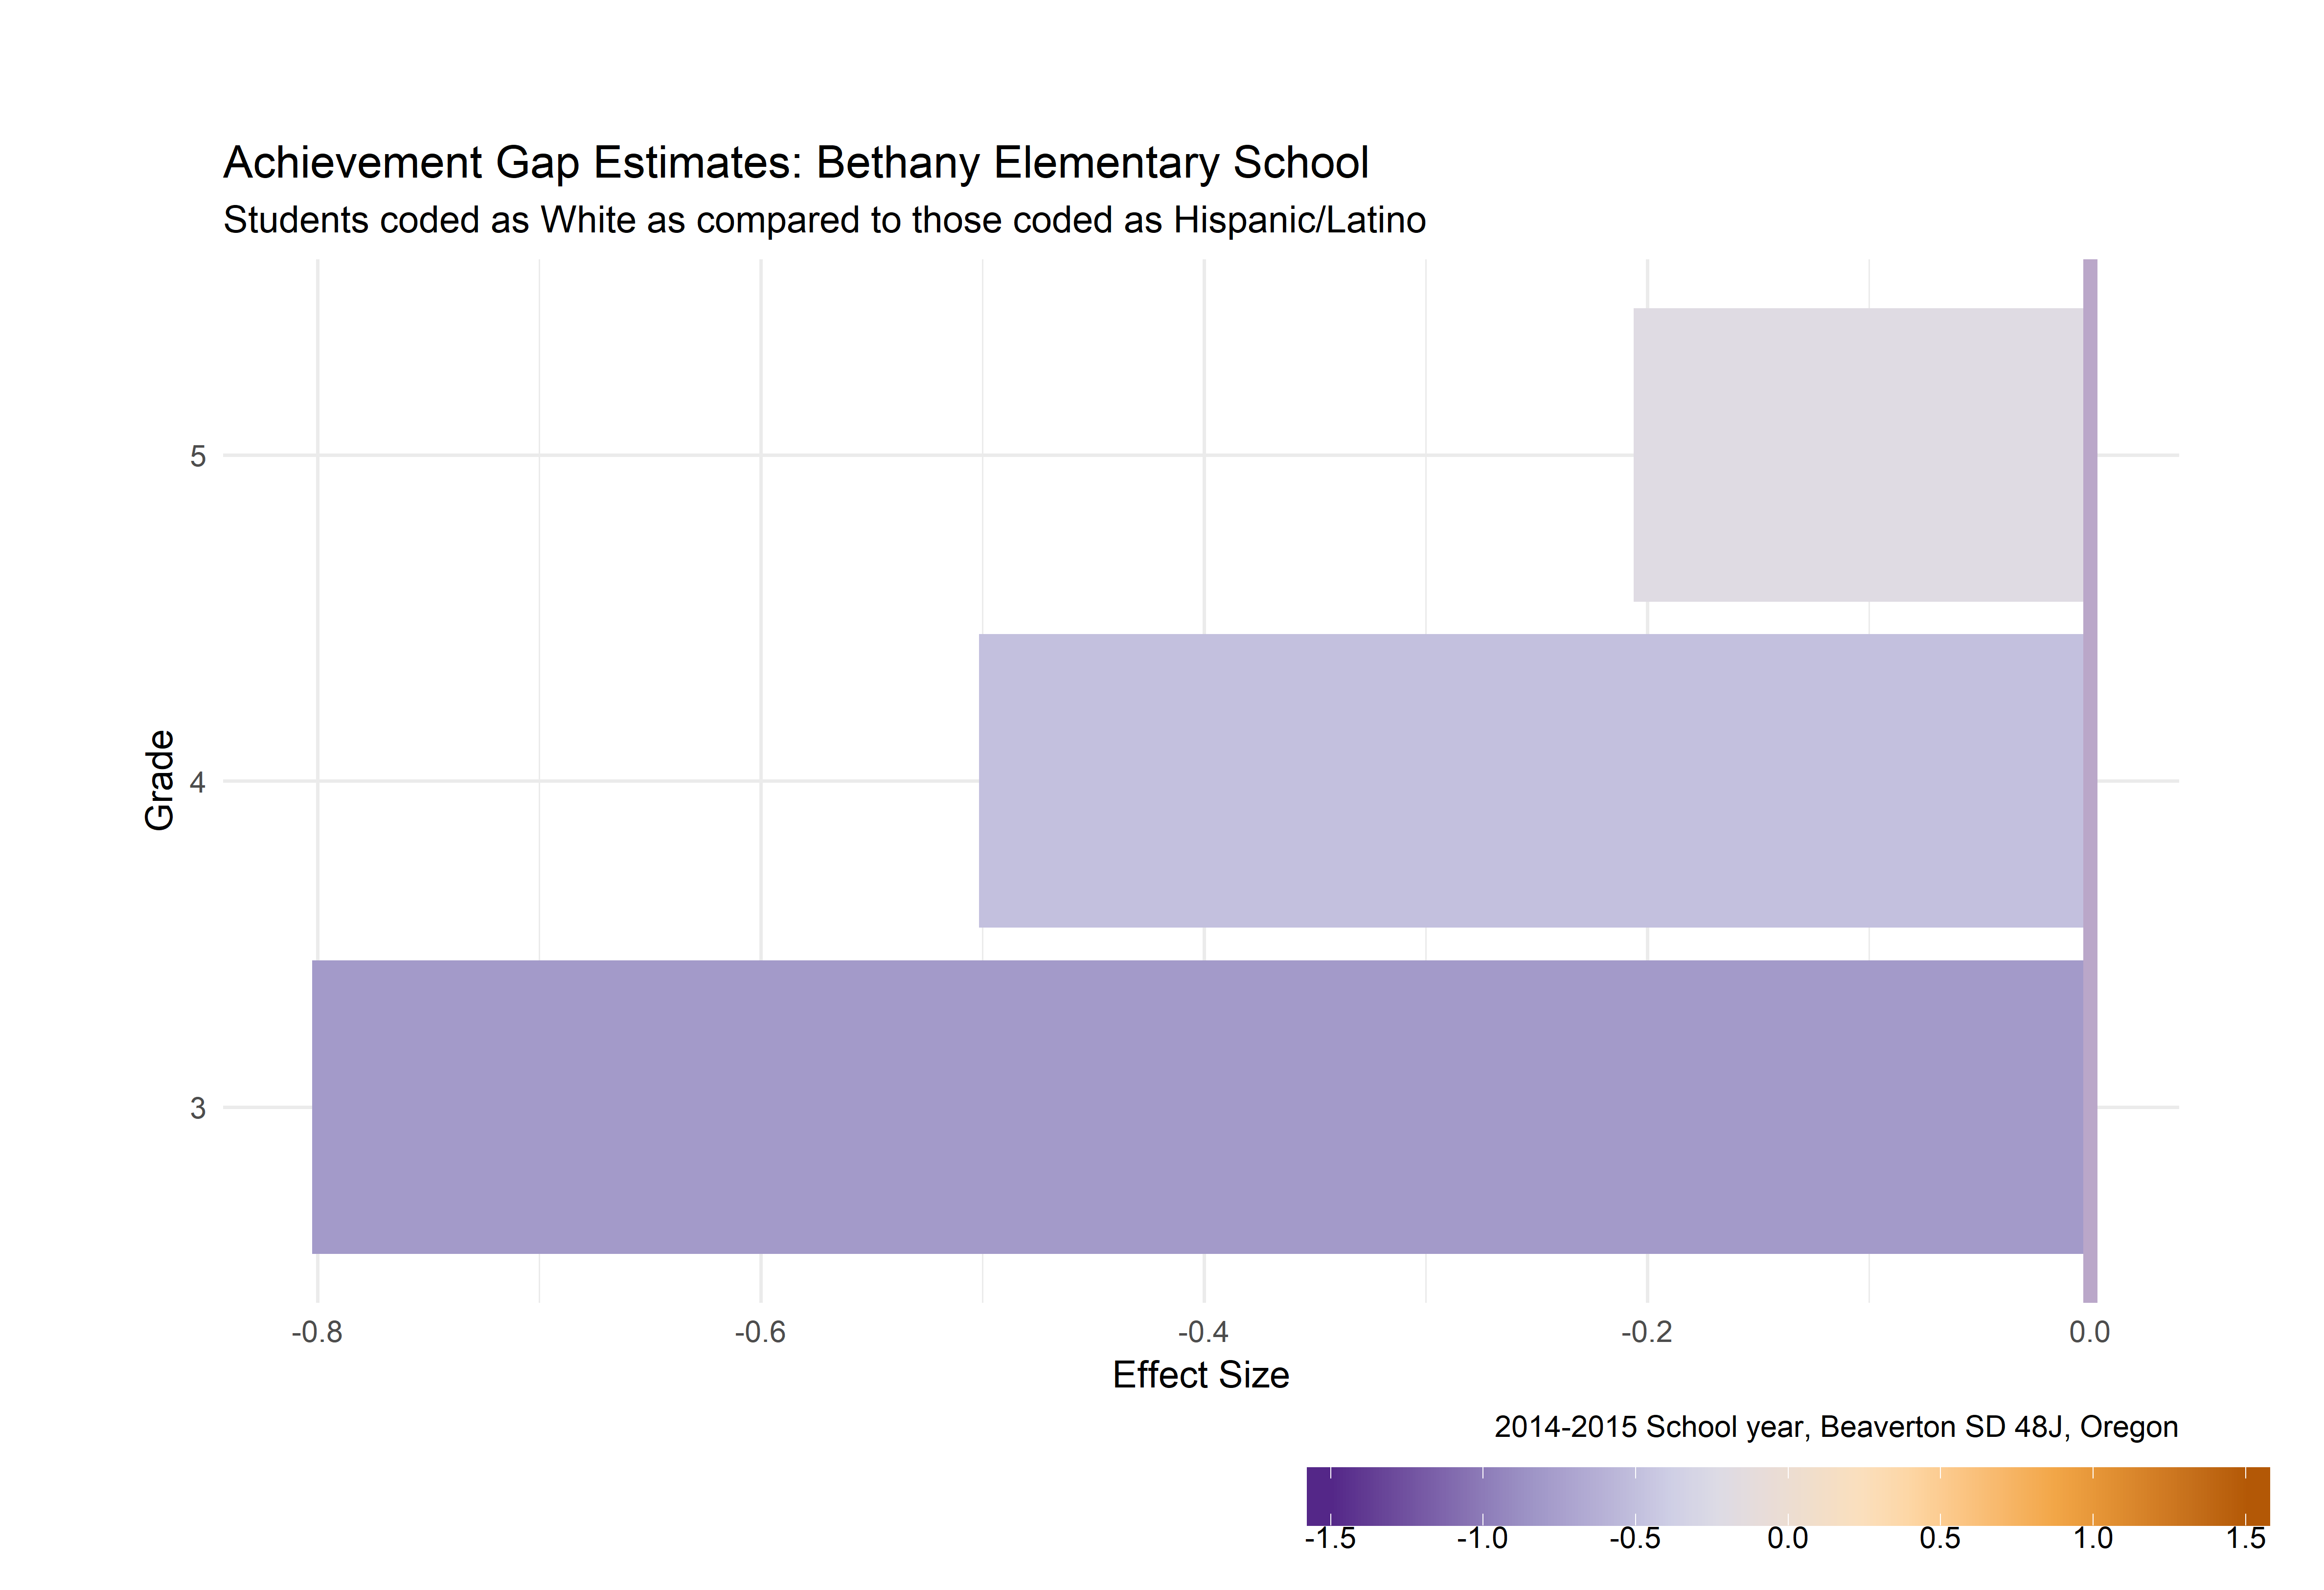 Achievement Gap Estimates: Bethany Elementary School
Students coded as White as compared to those coded as Hispanic/Latino
5
4
3
Grade
-0.8 -0.6 -0.4 -0.2 0.0
Effect Size
2014-2015 School year, Beaverton SD 48J, Oregon
-1.5 -1.0 -0.5 0.0 0.5 1.0 1.5